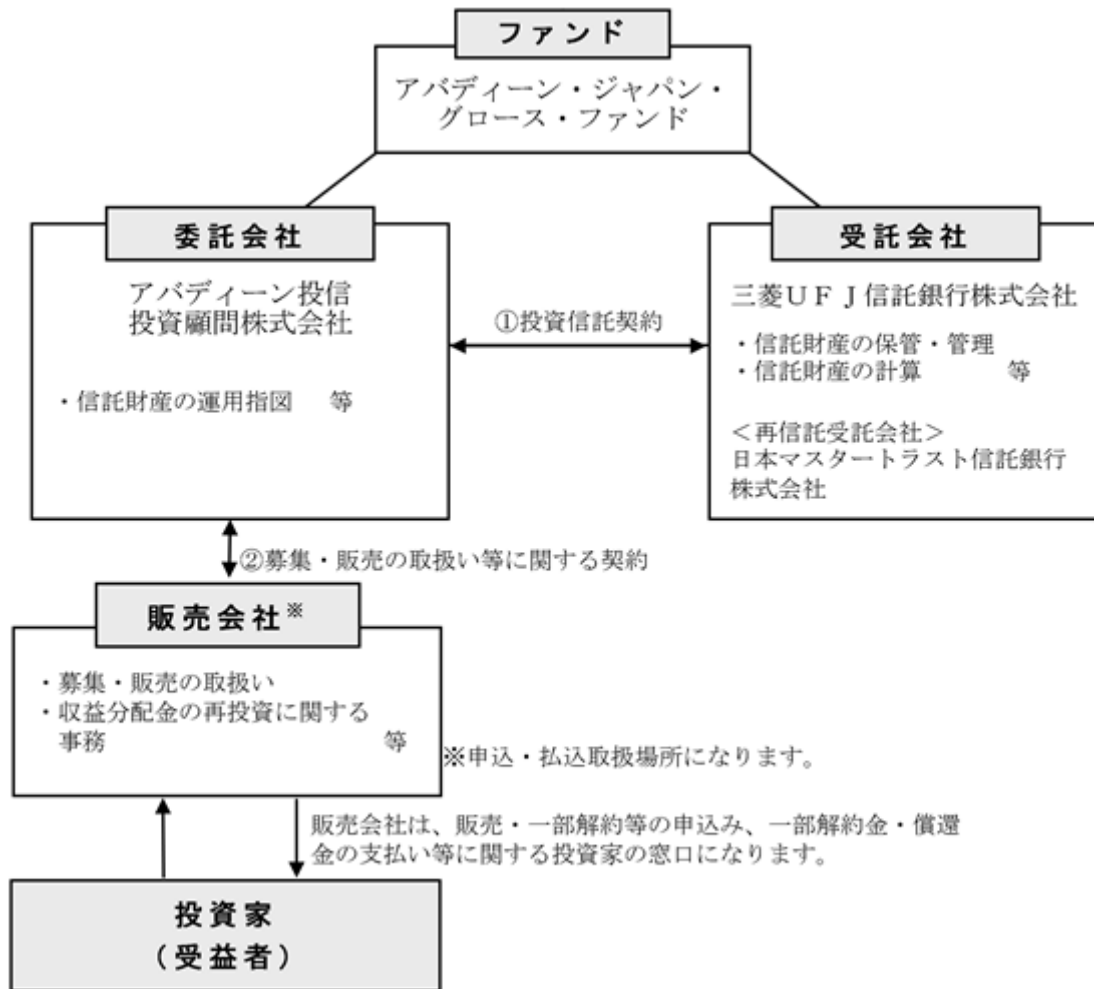 ファンド
アバディーン・ジャパン・
グロース・ファンド
委託会社
アバディーン投信
投資顧問株式会社
・信託財産の運用指図　等
①投資信託契約
受託会社
三菱ＵＦＪ信託銀行株式会社
・信託財産の保管・管理
・信託財産の計算　　　　等
＜再信託受託会社＞
日本マスタートラスト信託銀行
株式会社
②募集・販売の取扱い等に関する契約
販売会社※
・募集・販売の取扱い
・収益分配金の再投資に関する
事務　　　　　　　　　　　　等
※申込・払込取扱場所になります。
販売会社は、販売・一部解約等の申込み、一部解約金・償還
金の支払い等に関する投資家の窓口になります。
投資家
（受益者）